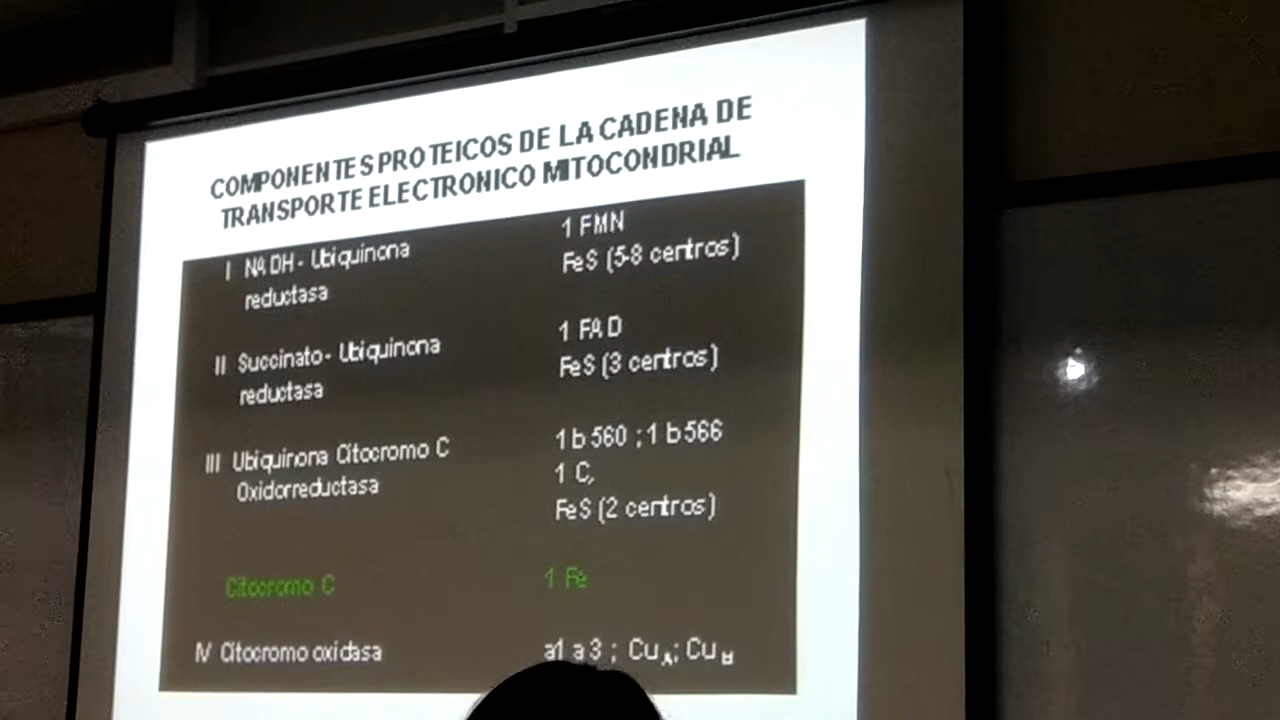 COMPONENTES PROTEICOS DE LA CADENA DE
TRANSPORTE ELECTRONICO MITOCONDRIAL
I NADH - Ubiquinona
reductasa
1 FMN
FeS (5-8 centros)
II Succinato - Ubiquinona
reductasa
1 FAD
FeS (3 centros)
III Ubiquinona Citocromo C
Oxidorreductasa
1 b 560 ; 1 b 566
1 C,
FeS (2 centros)
Citocromo C
1 Fe
IV Citocromo oxidasa
a1 a3 ; Cu A; Cu B